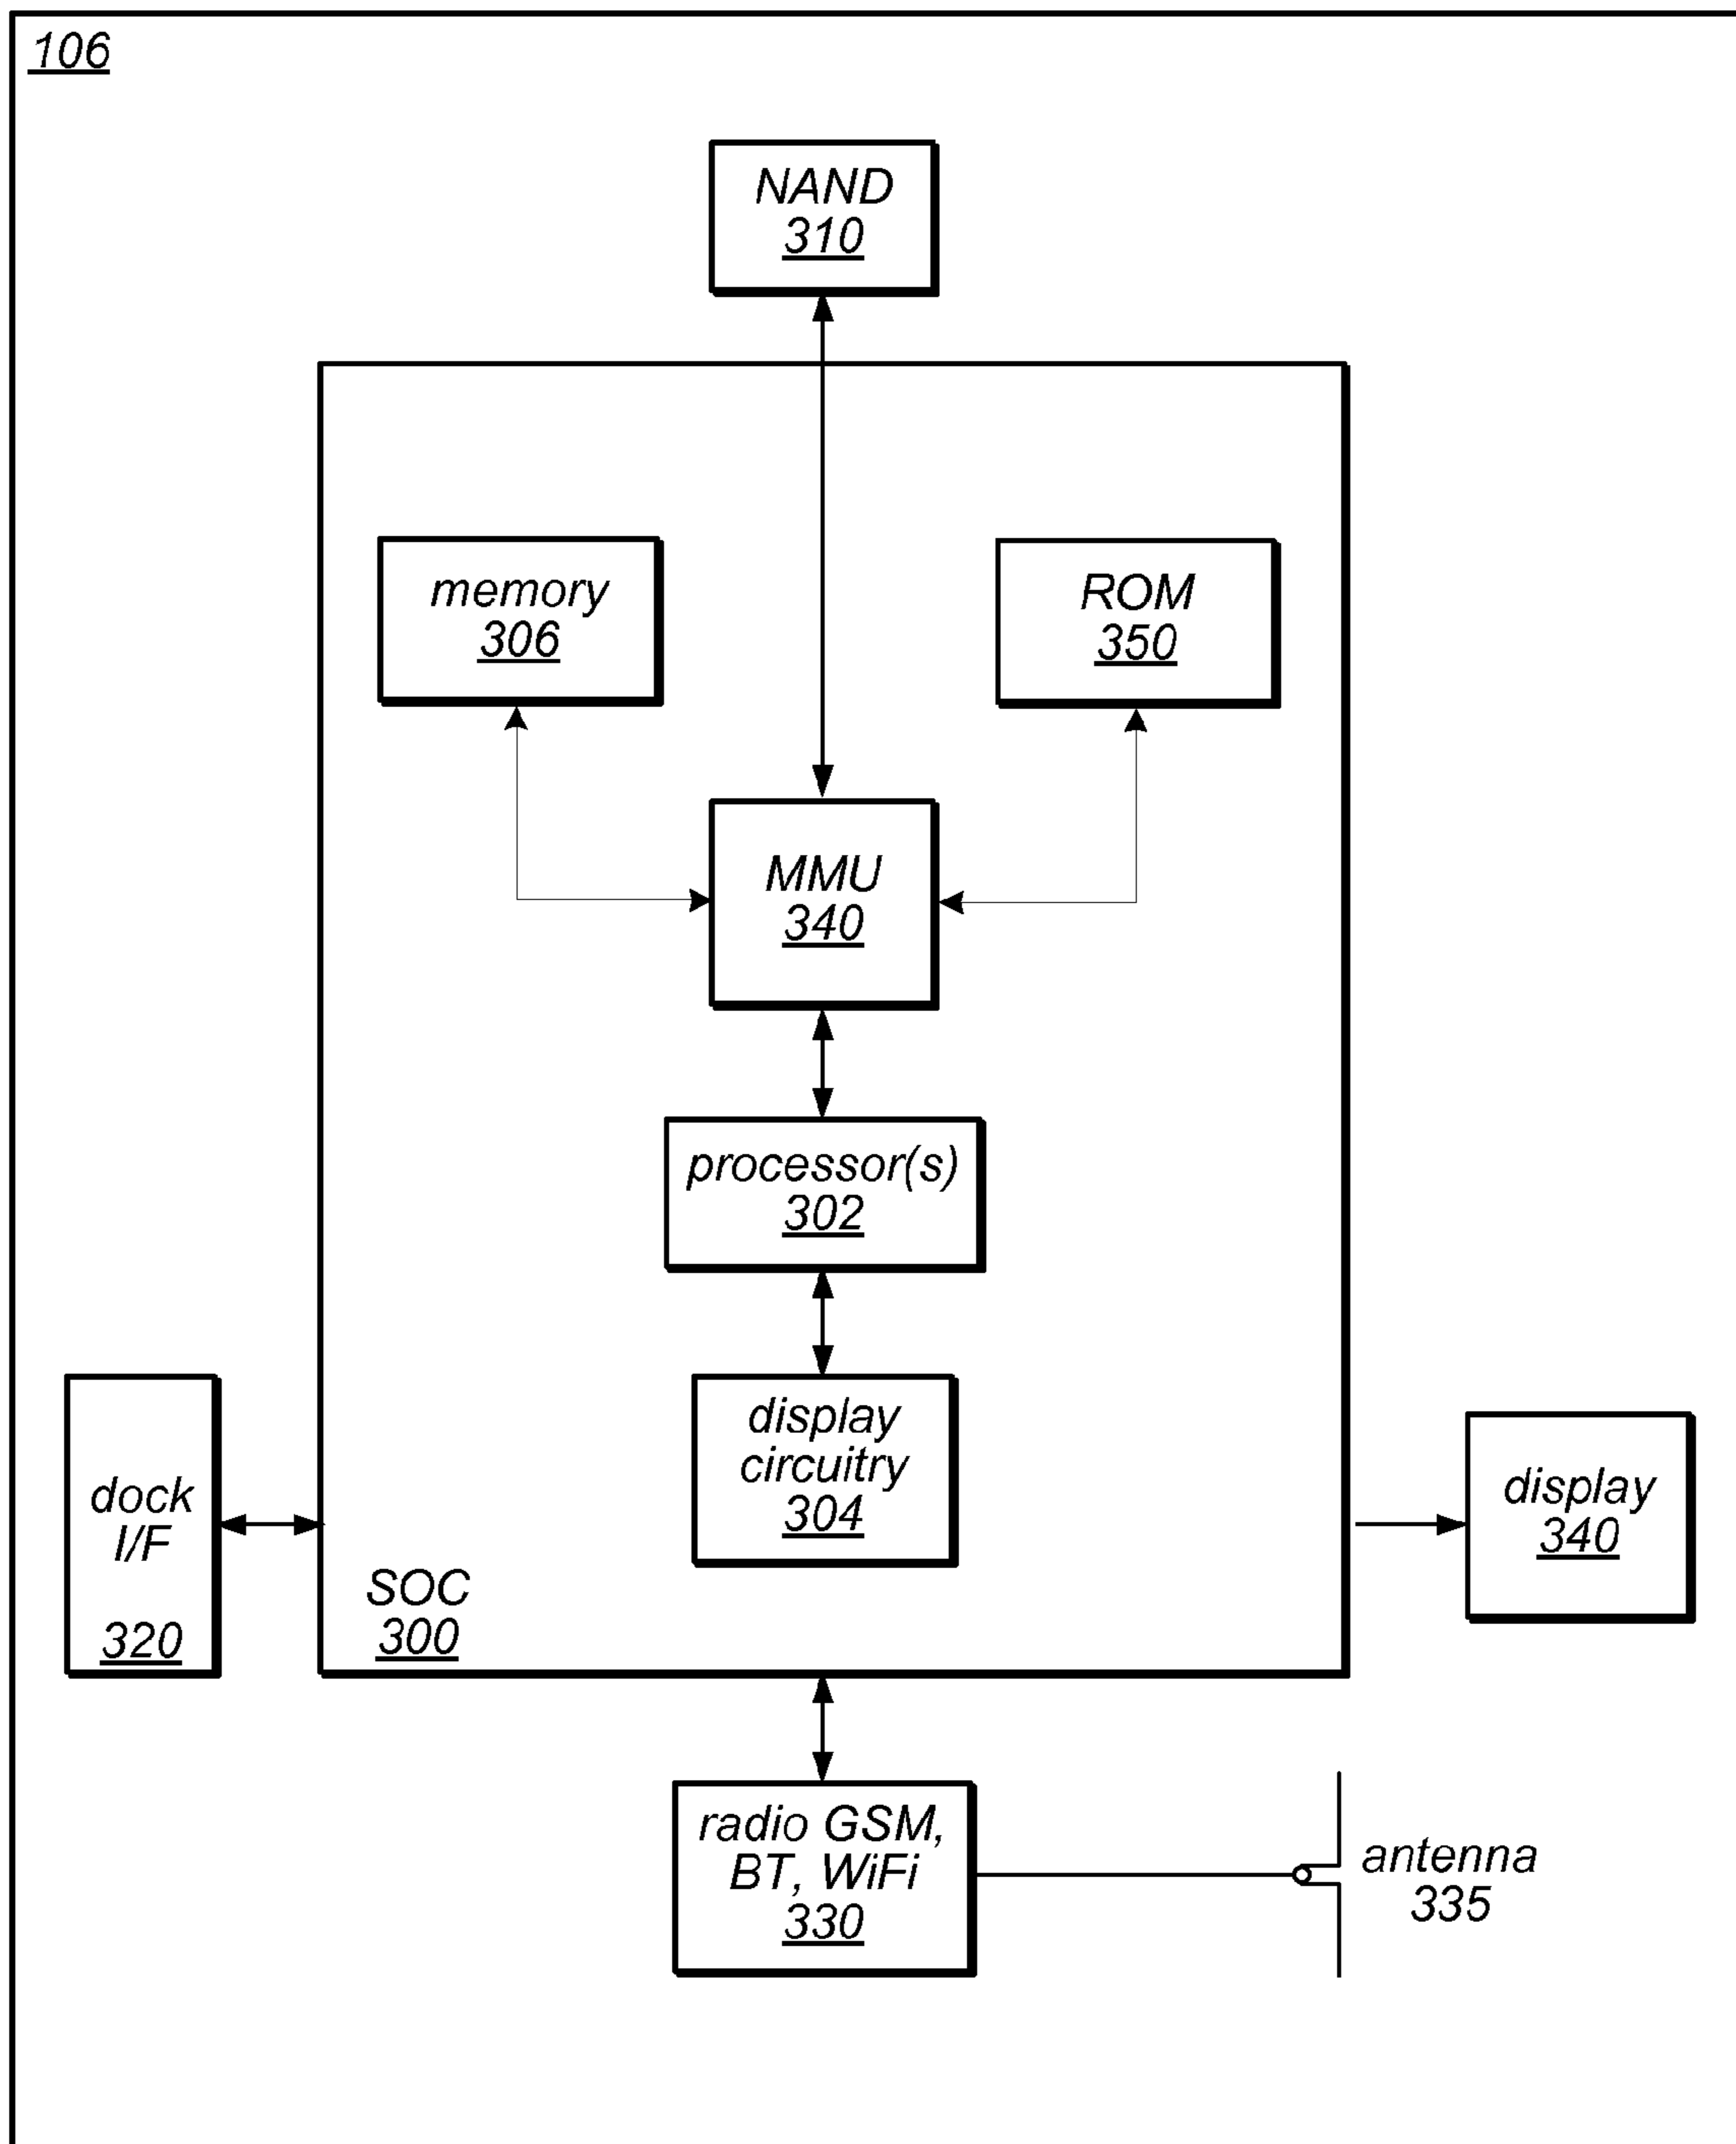 106
NAND
310
memory
306
ROM
350
MMU
340
processor(s)
302
display
circuitry
304
dock
I/F
320
SOC
300
display
340
radio GSM,
BT, WiFi
330
antenna
335